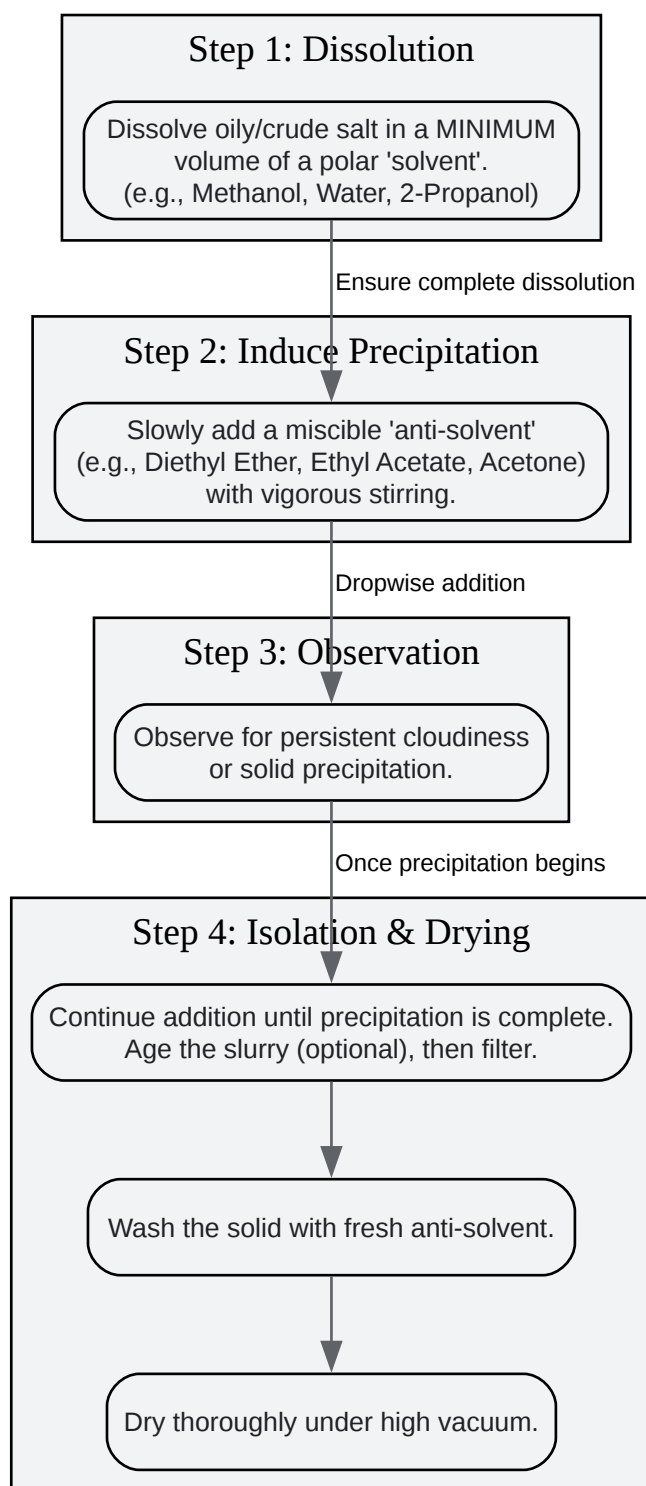 Step 1: Dissolution
Dissolve oily/crude salt in a MINIMUM
volume of a polar 'solvent'.
(e.g., Methanol, Water, 2-Propanol)
Ensure complete dissolution
Step 2: Induce Precipitation
Slowly add a miscible 'anti-solvent'
(e.g., Diethyl Ether, Ethyl Acetate, Acetone)
with vigorous stirring.
Dropwise addition
Step 3: Observation
Observe for persistent cloudiness
or solid precipitation.
Once precipitation begins
Step 4: Isolation & Drying
Continue addition until precipitation is complete.
Age the slurry (optional), then filter.
Wash the solid with fresh anti-solvent.
Dry thoroughly under high vacuum.